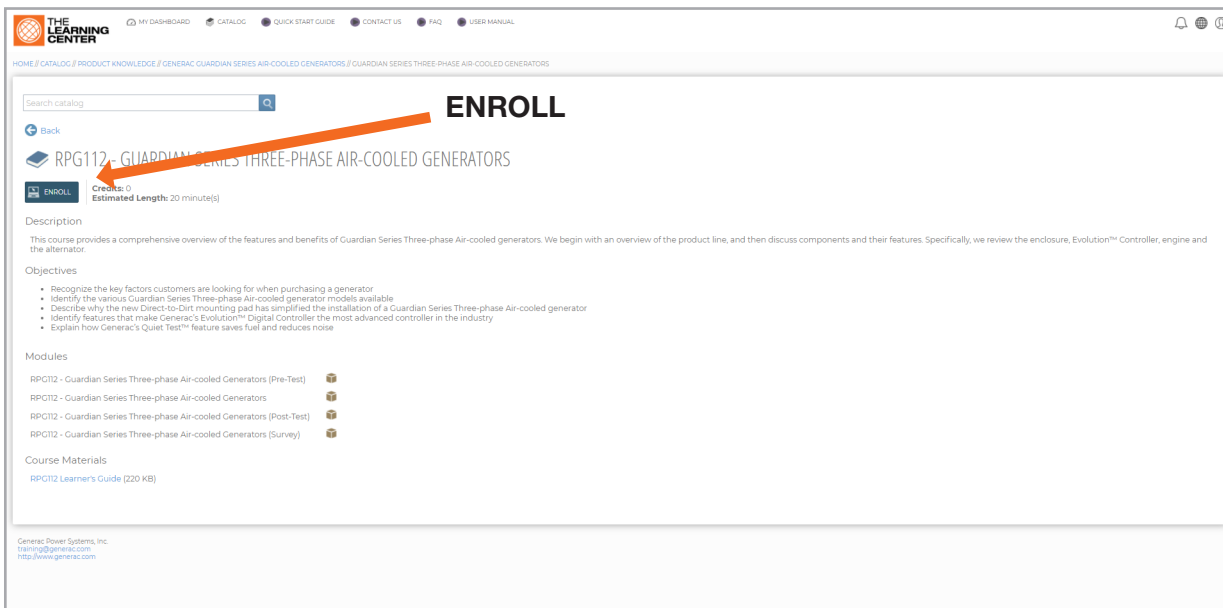 THE
LEARNING
CENTER
MY DASHBOARD CATALOG QUICK START GUIDE CONTACT US FAQ USER MANUAL
HOME // CATALOG // PRODUCT KNOWLEDGE // GENERAC GUARDIAN SERIES AIR-COOLED GENERATORS // GUARDIAN SERIES THREE-PHASE AIR-COOLED GENERATORS
Search catalog
ENROLL
Back
RPG112 - GUARDIAN SERIES THREE-PHASE AIR-COOLED GENERATORS
ENROLL
Credits: 0
Estimated Length: 20 minute(s)
Description
This course provides a comprehensive overview of the features and benefits of Guardian Series Three-phase Air-cooled generators. We begin with an overview of the product line, and then discuss components and their features. Specifically, we review the enclosure, Evolution™ Controller, engine and
the alternator.
Objectives
• Recognize the key factors customers are looking for when purchasing a generator
• Identify the various Guardian Series Three-phase Air-cooled generator models available
• Describe why the new Direct-to-Dirt mounting pad has simplified the installation of a Guardian Series Three-phase Air-cooled generator
• Identify features that make Generac's Evolution™ Digital Controller the most advanced controller in the industry
• Explain how Generac's Quiet Test™ feature saves fuel and reduces noise
Modules
RPG112 - Guardian Series Three-phase Air-cooled Generators (Pre-Test)
RPG112 - Guardian Series Three-phase Air-cooled Generators
RPG112 - Guardian Series Three-phase Air-cooled Generators (Post-Test)
RPG112 - Guardian Series Three-phase Air-cooled Generators (Survey)
Course Materials
RPG112 Learner's Guide (220 KB)
Generac Power Systems, Inc.
training@generac.com
http://www.generac.com